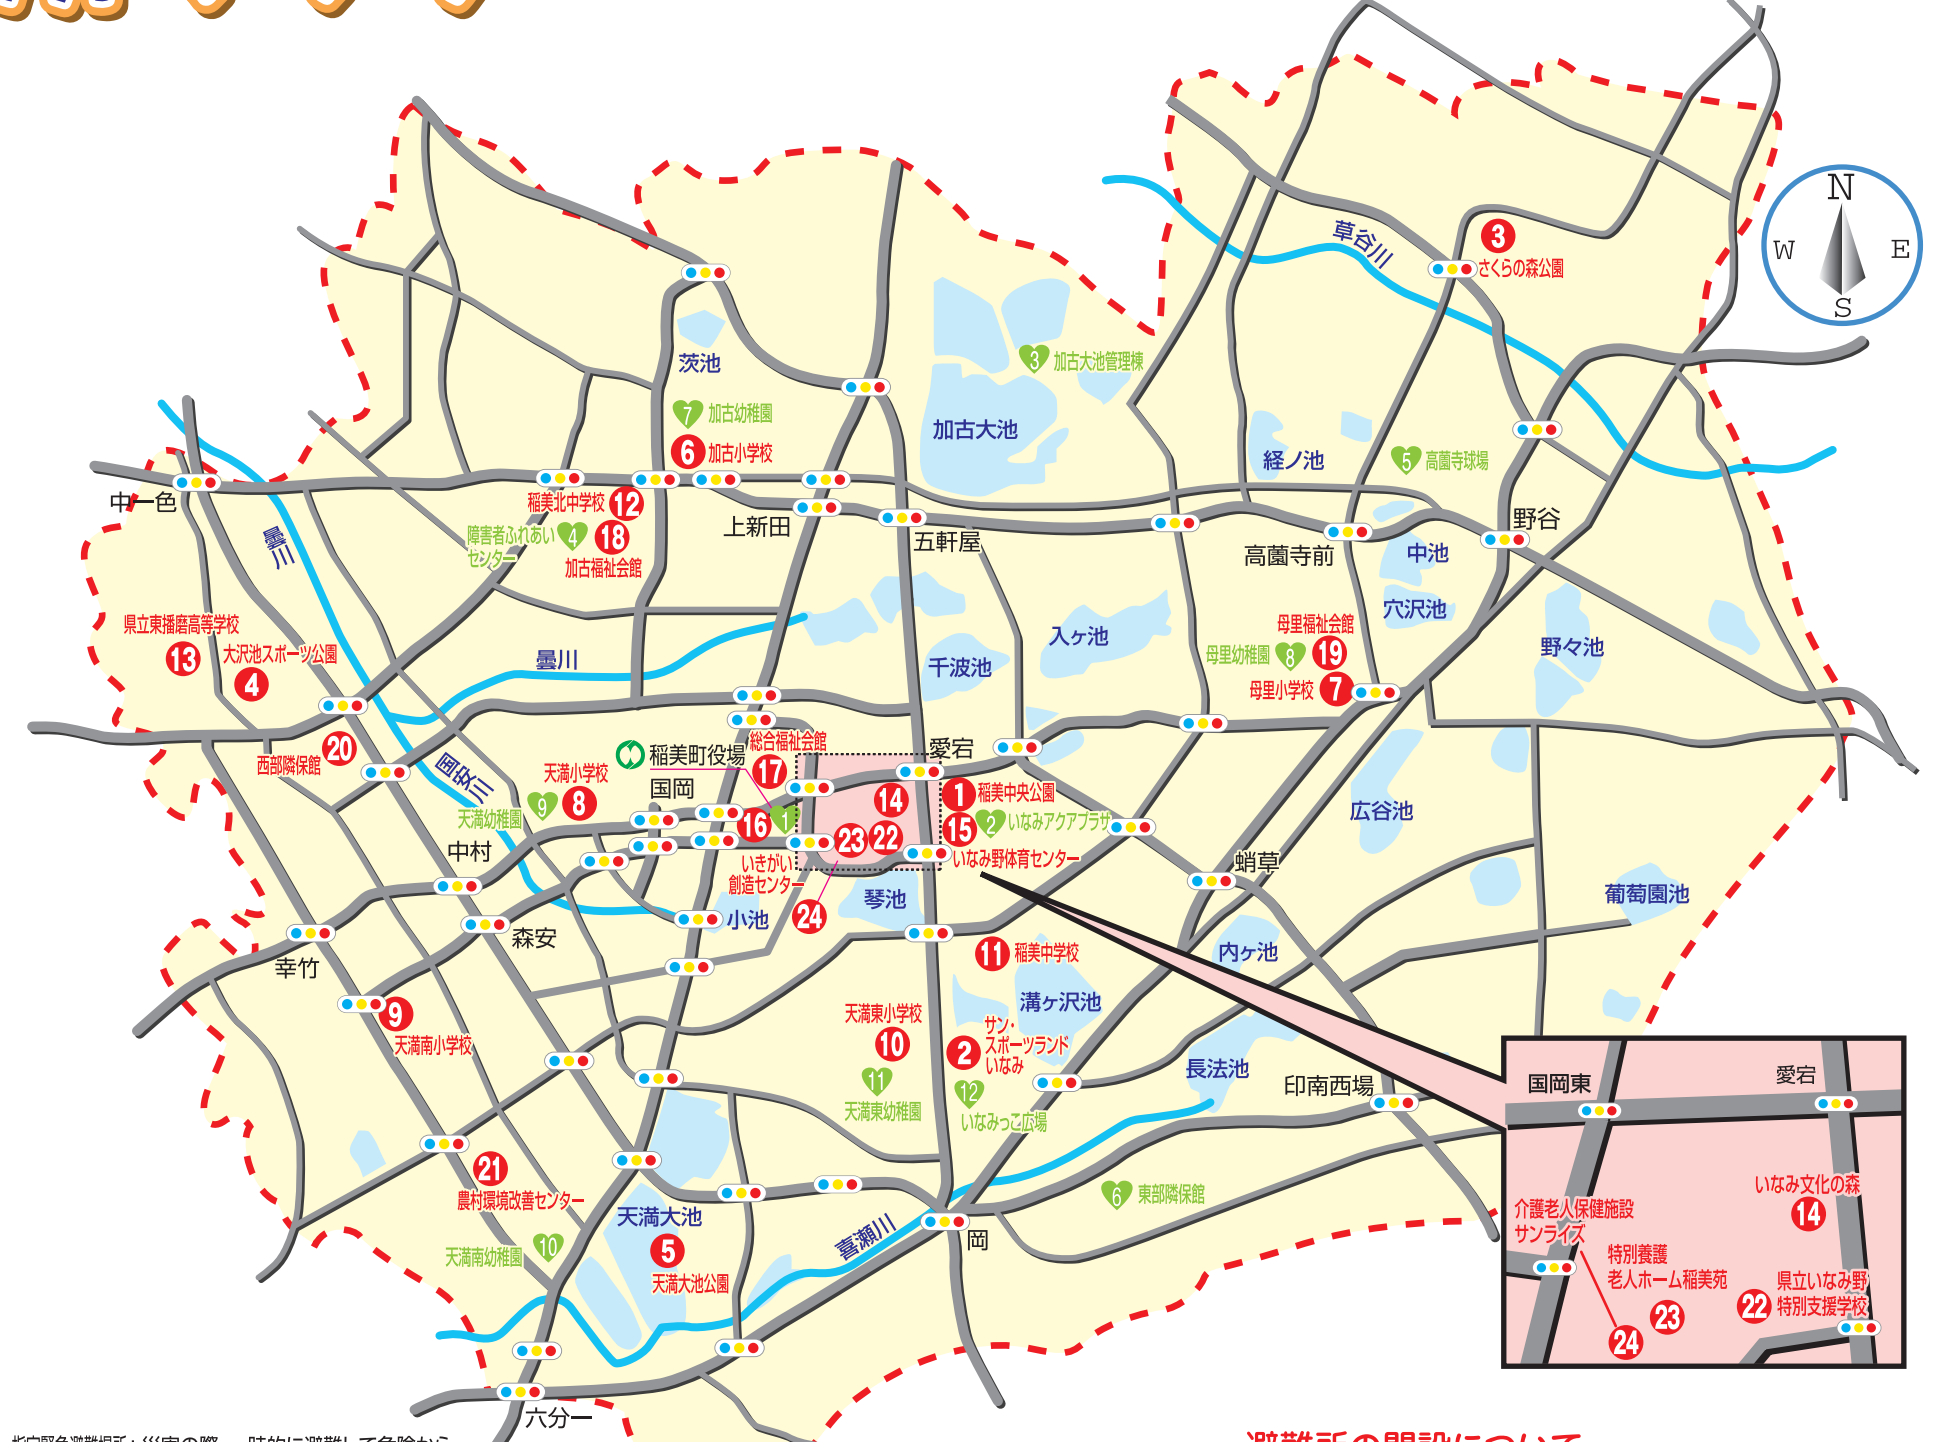 N
W
E
S
草谷川
3
さくらの森公園
茨池
3
加古大池管理棟
7
加古幼稚園
加古大池
6
加古小学校
経ノ池
5
高薗寺球場
中一色
稲美北中学校
12
上新田
五軒屋
野谷
障害者ふれあい
センター
4
18
加古福祉会館
高薗寺前
中池
曇川
穴沢池
県立東播磨高等学校
13
大沢池スポーツ公園
4
入ヶ池
母里福祉会館
19
野々池
曇川
千波池
母里幼稚園
8
母里小学校
7
20
西部隣保館
稲美町役場
総合福祉会館
17
愛宕
国安川
天満小学校
8
国岡
9
天満幼稚園
14
1
稲美中央公園
16
1
23
22
15
2
いなみアクアプラザ
広谷池
中村
いきがい
創造センター
いなみ野体育センター
蛸草
24
琴池
小池
葡萄園池
森安
幸竹
11
稲美中学校
内ヶ池
9
天満南小学校
天満東小学校
10
溝ヶ沢池
2
サン・
スポーツランド
いなみ
長法池
11
天満東幼稚園
12
いなみっこ広場
印南西場
国岡東
愛宕
21
農村環境改善センター
6
東部隣保館
いなみ文化の森
14
天満大池
5
天満大池公園
10
天満南幼稚園
喜瀬川
岡
介護老人保健施設
サンライズ
特別養護
老人ホーム稲美苑
23
24
22
県立いなみ野
特別支援学校
六分一
避難所の開設について